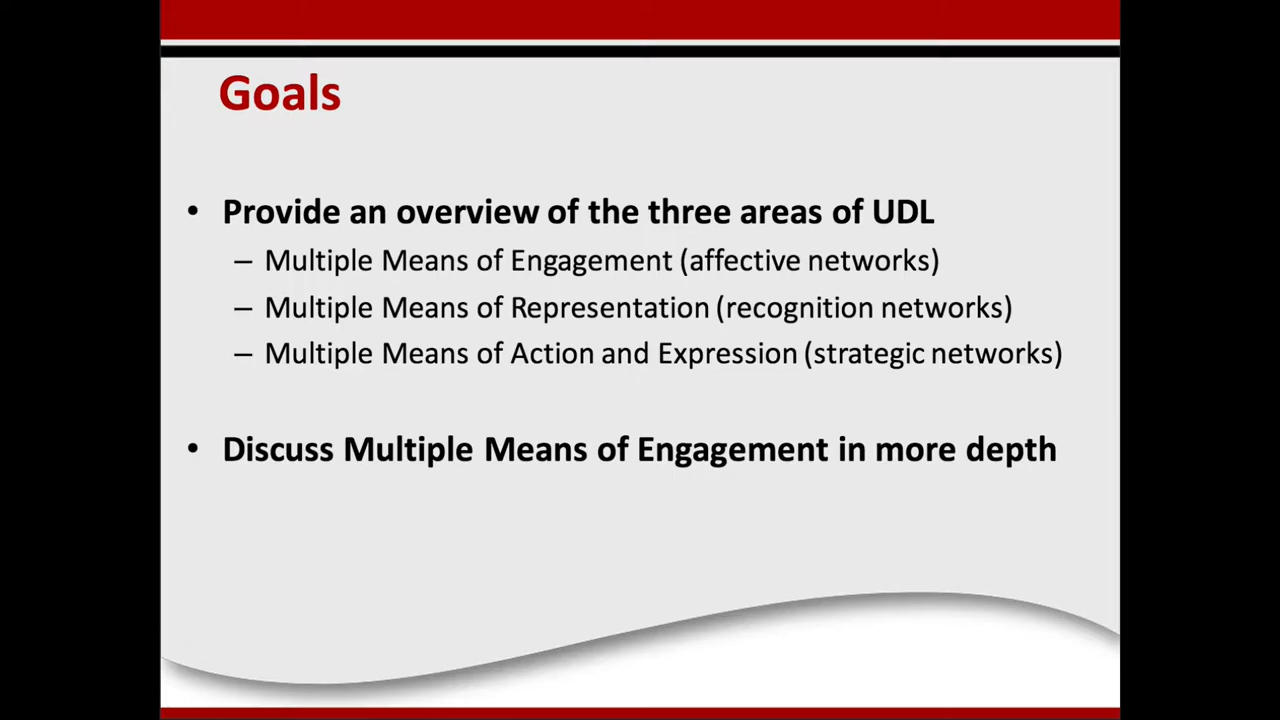 Goals
• Provide an overview of the three areas of UDL
– Multiple Means of Engagement (affective networks)
– Multiple Means of Representation (recognition networks)
– Multiple Means of Action and Expression (strategic networks)
• Discuss Multiple Means of Engagement in more depth